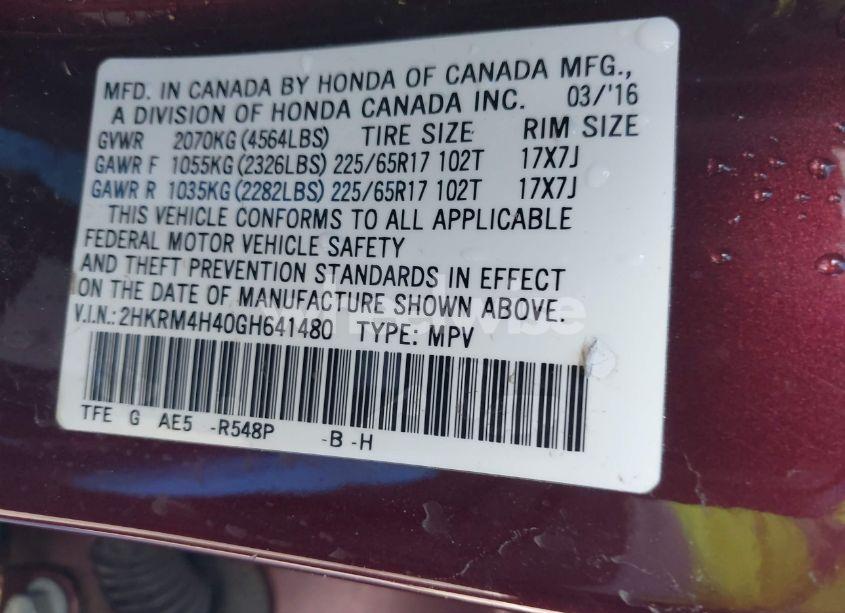 MFD. IN CANADA BY HONDA OF CANADA MFG.,
A DIVISION OF HONDA CANADA INC. 03/'16
GVWR 2070KG (4564LBS) TIRE SIZE RIM SIZE
GAWR F 1055KG (2326LBS) 225/65R17 102T 17X7J
GAWR R 1035KG (2282LBS) 225/65R17 102T 17X7J
THIS VEHICLE CONFORMS TO ALL APPLICABLE
FEDERAL MOTOR VEHICLE SAFETY
AND THEFT PREVENTION STANDARDS IN EFFECT
ON THE DATE OF MANUFACTURE SHOWN ABOVE.
V.I.N.: 2HKRM4H40GH641480 TYPE: MPV
TFE G AE5 -R548P -B -H